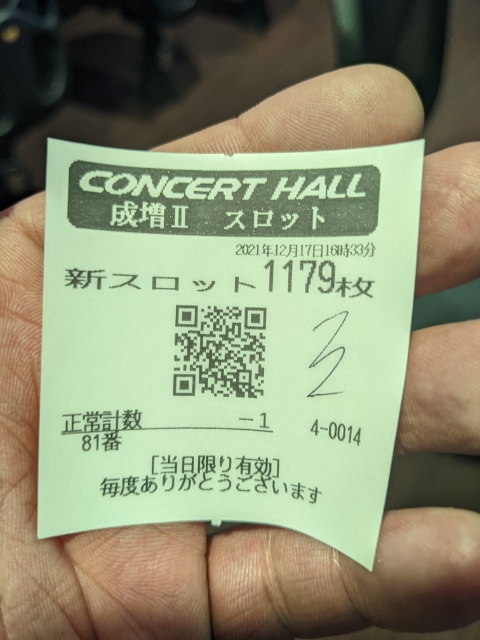 CONCERT HALL
成増Ⅱ スロット
2021年12月17日16時33分
新スロット1179枚
正常計数 -1
81番 4-0014
[当日限り有効]
毎度ありがとうございます